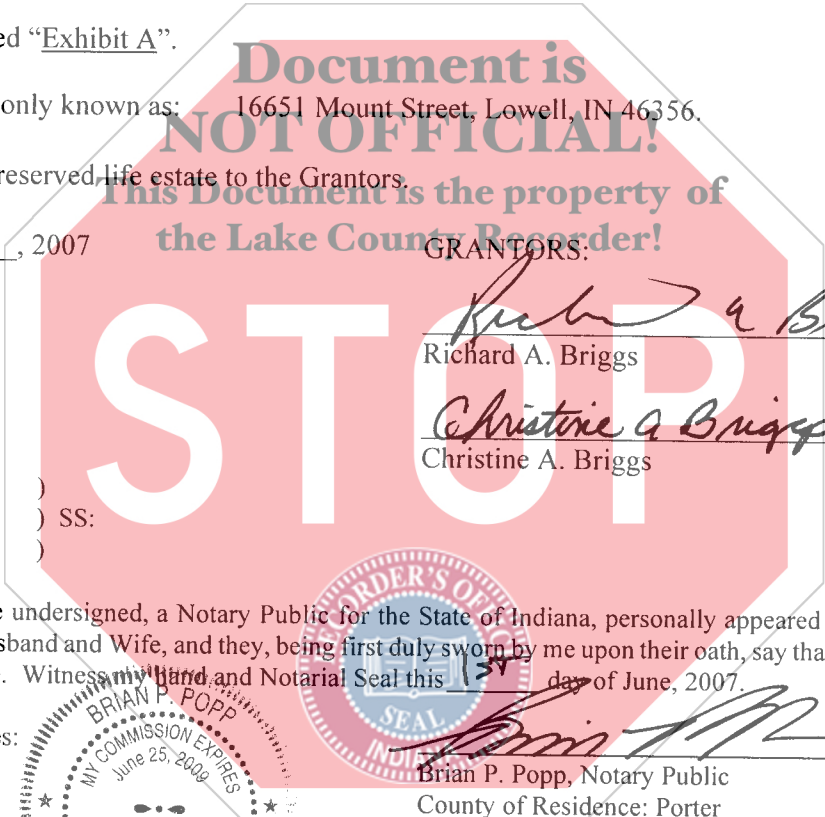 ed “Exhibit A”.
Document is
only known as: 16651 Mount Street, Lowell, IN 46356.
NOT OFFICIAL!
reserved life estate to the Grantors.
This Document is the property of
the Lake County Recorder!
__, 2007
GRANTORS:
Richard A. Briggs
Christine A Briggs
Christine A. Briggs
STOP
)
) SS:
)
RECORDER'S OFFICE
SEAL
INDIANA
e undersigned, a Notary Public for the State of Indiana, personally appeared
sband and Wife, and they, being first duly sworn by me upon their oath, say tha
. Witness my hand and Notarial Seal this 1st day of June, 2007.
es:
BRIAN P. POPP
MY COMMISSION EXPIRES
June 25, 2009
Brian P. Popp, Notary Public
County of Residence: Porter